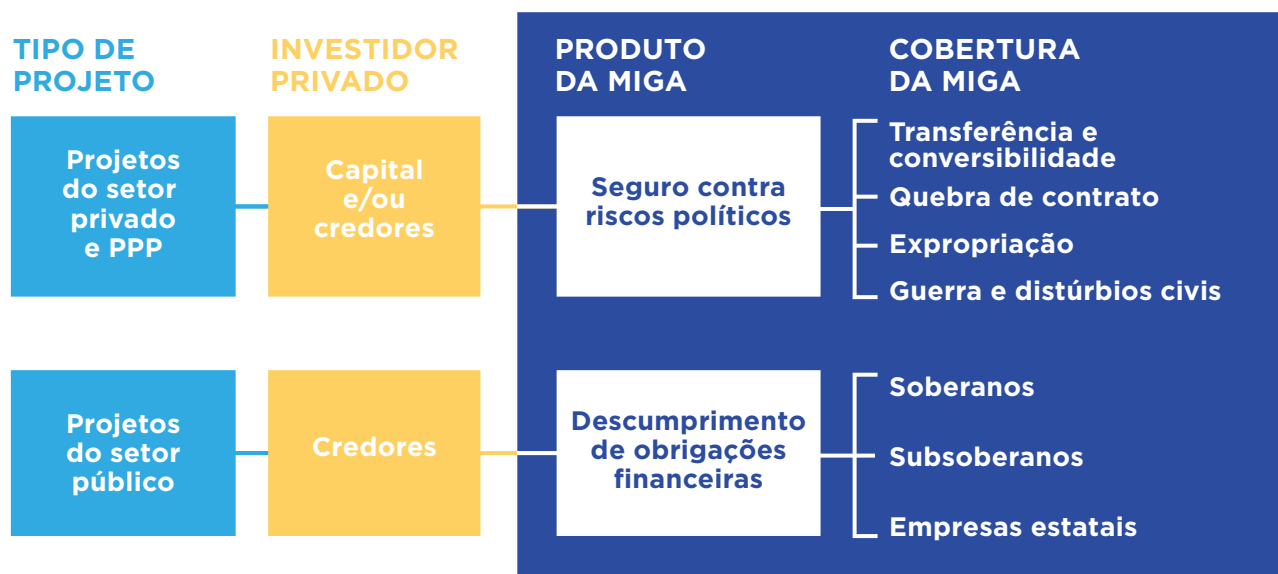 TIPO DE
PROJETO
INVESTIDOR
PRIVADO
PRODUTO
DA MIGA
COBERTURA
DA MIGA
Projetos
do setor
privado
e PPP
Capital
e/ou
credores
Seguro contra
riscos políticos
Transferência e
conversibilidade
Quebra de contrato
Expropriação
Guerra e distúrbios civis
Projetos
do setor
público
Credores
Descumprimento
de obrigações
financeiras
Soberanos
Subsoberanos
Empresas estatais